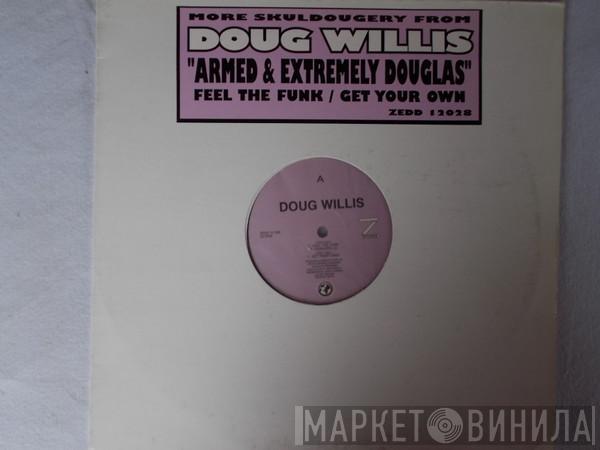 MORE SKULDOUGERY FROM
DOUG WILLIS
"ARMED & EXTREMELY DOUGLAS"
FEEL THE FUNK / GET YOUR OWN
ZEDD 12028
A
DOUG WILLIS
МАРКЕТ ВИНИЛА